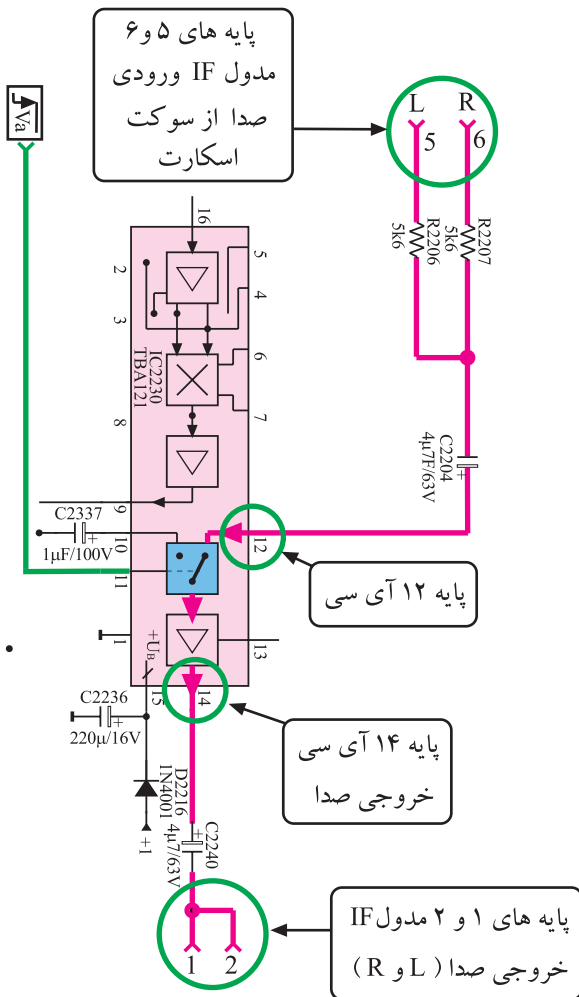 پایه های ۵ و ۶
مدول IF ورودی
صدا از سوکت
اسکارت
L R
5 6
Va
R2206
5k6
R2207
5k6
16
5
2
4
3
IC2230
TBA121
6
7
8
C2204
4µ7F/63V
+
9
C2337
+
1µF/100V
10
12
11
پایه ۱۲ آی سی
1
13
+U_B
15
14
C2236
+
220µ/16V
پایه ۱۴ آی سی
خروجی صدا
D2216
1N4001
+1
C2240
4µ7/63V
+
1 2
پایه های ۱ و ۲ مدول IF
خروجی صدا ( L و R )